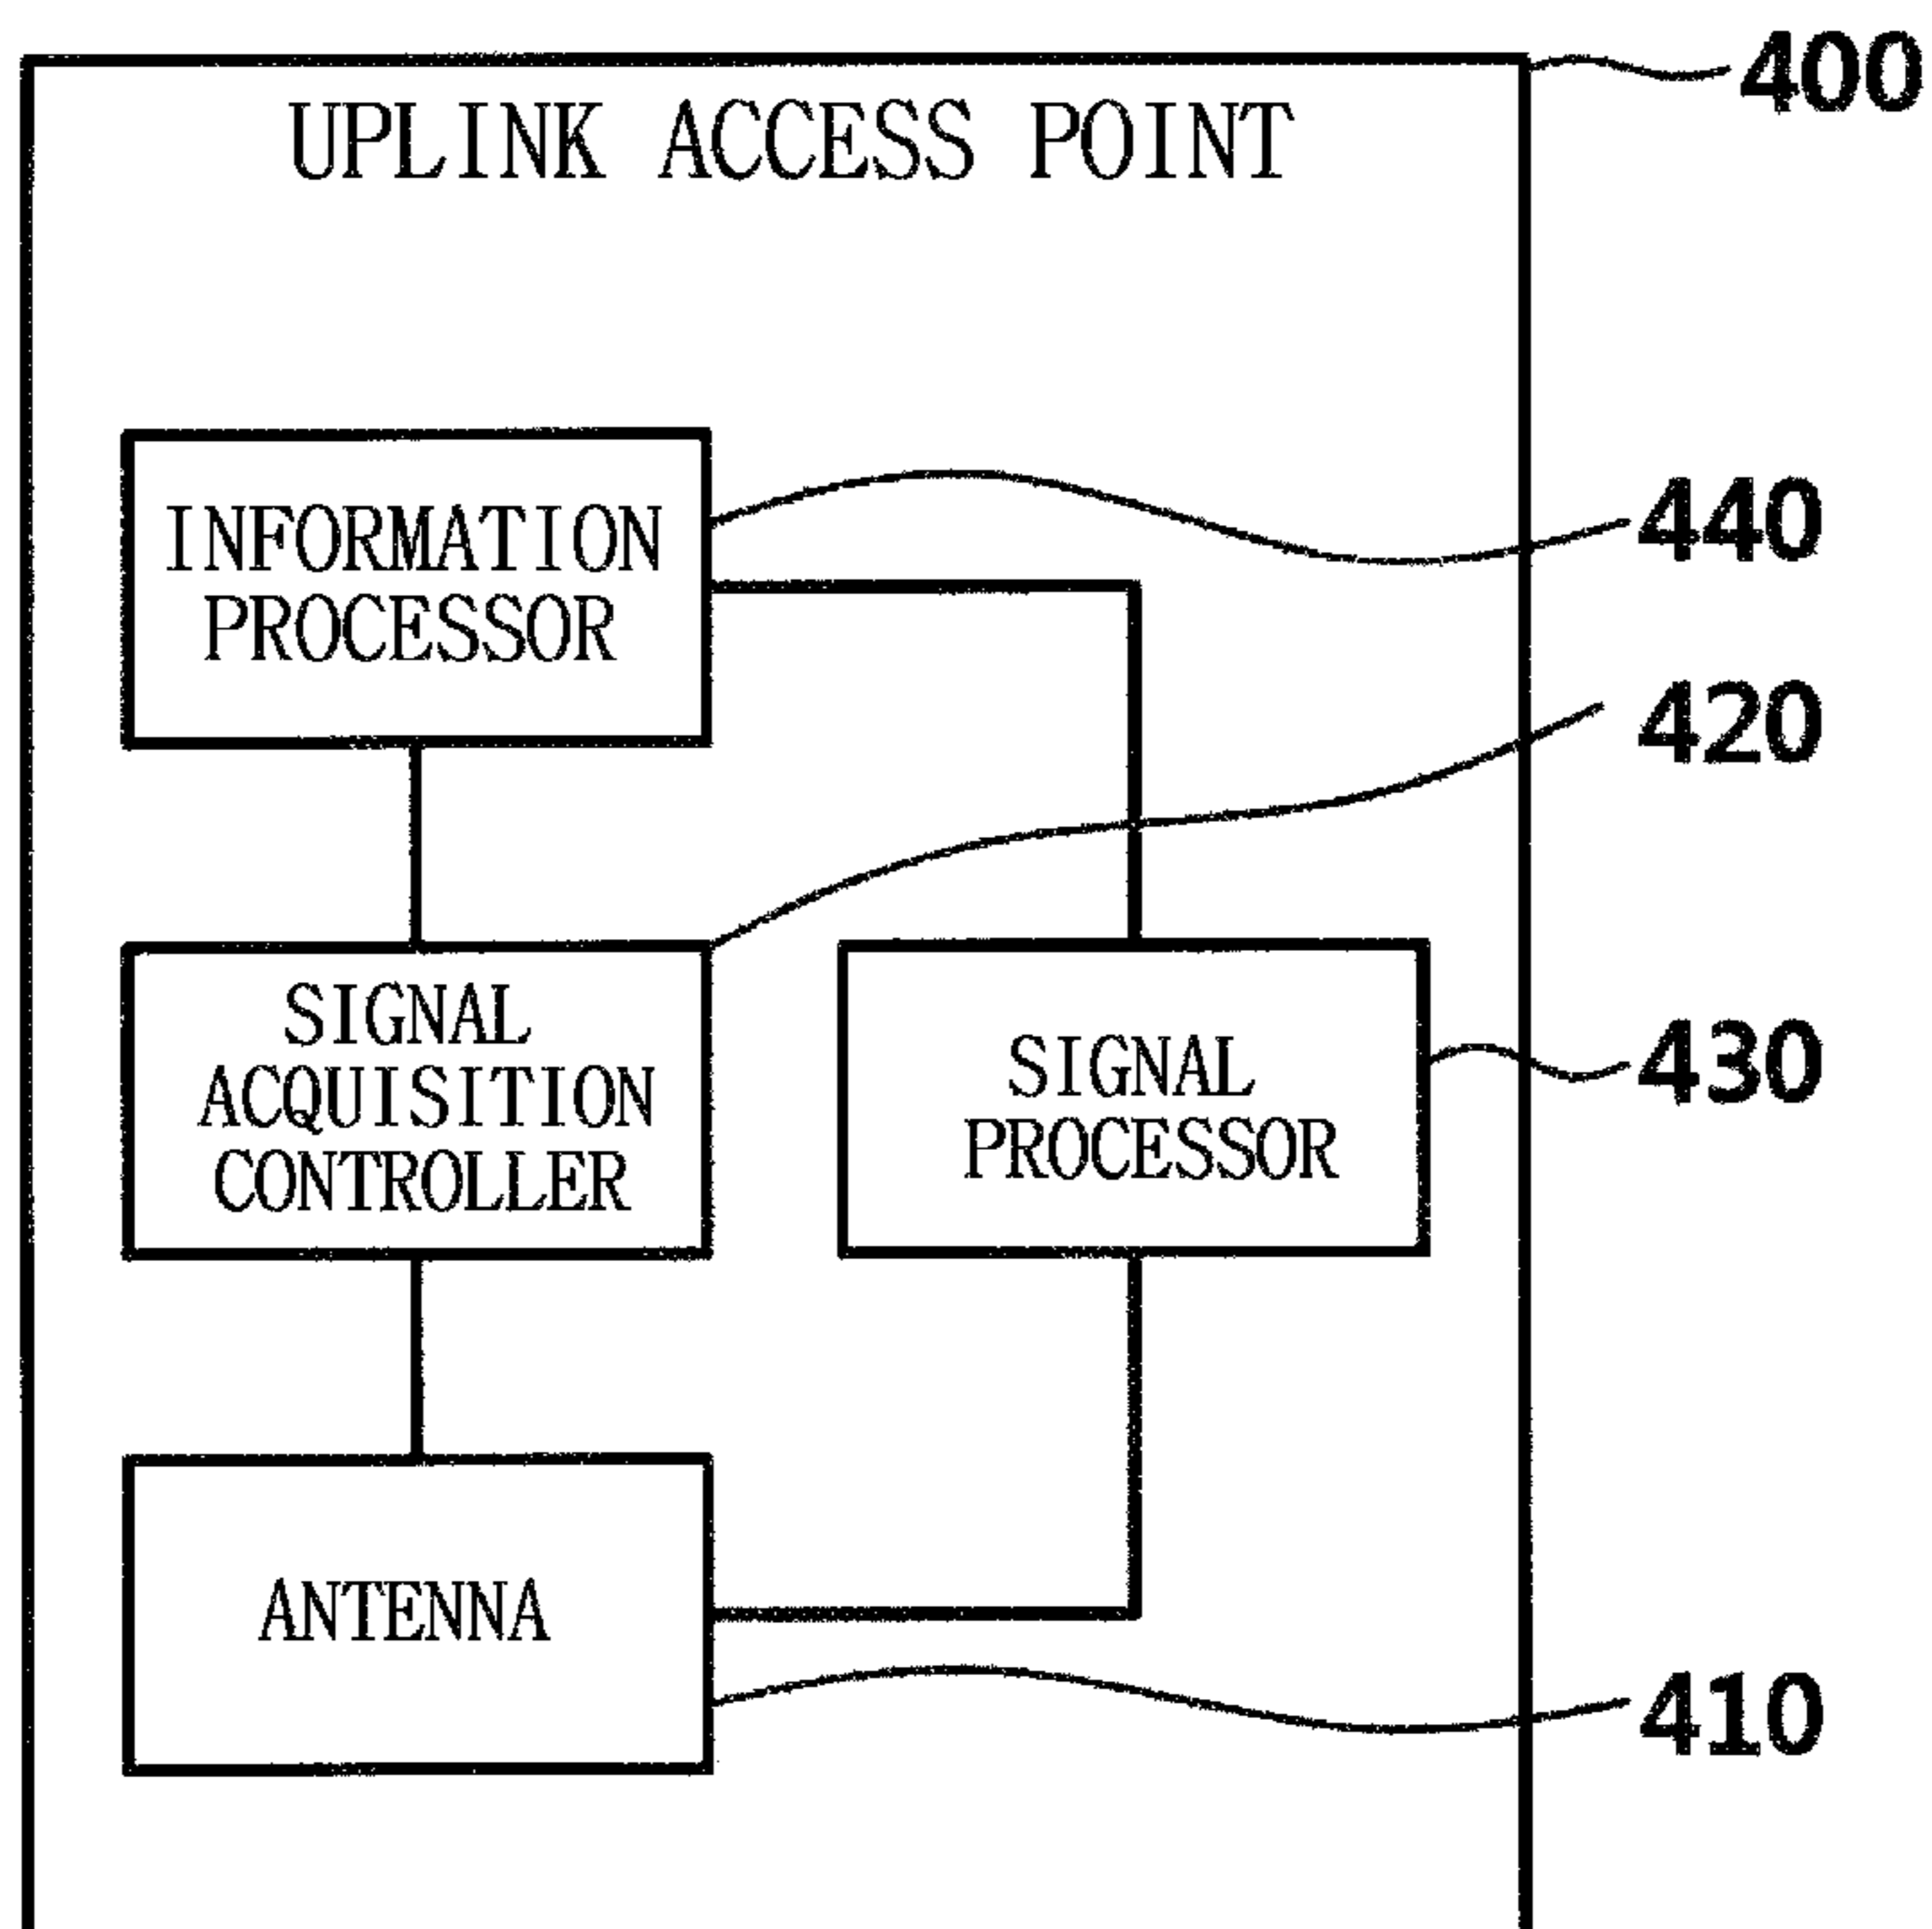 400
UPLINK ACCESS POINT
INFORMATION
PROCESSOR
440
420
SIGNAL
ACQUISITION
CONTROLLER
SIGNAL
PROCESSOR
430
ANTENNA
410